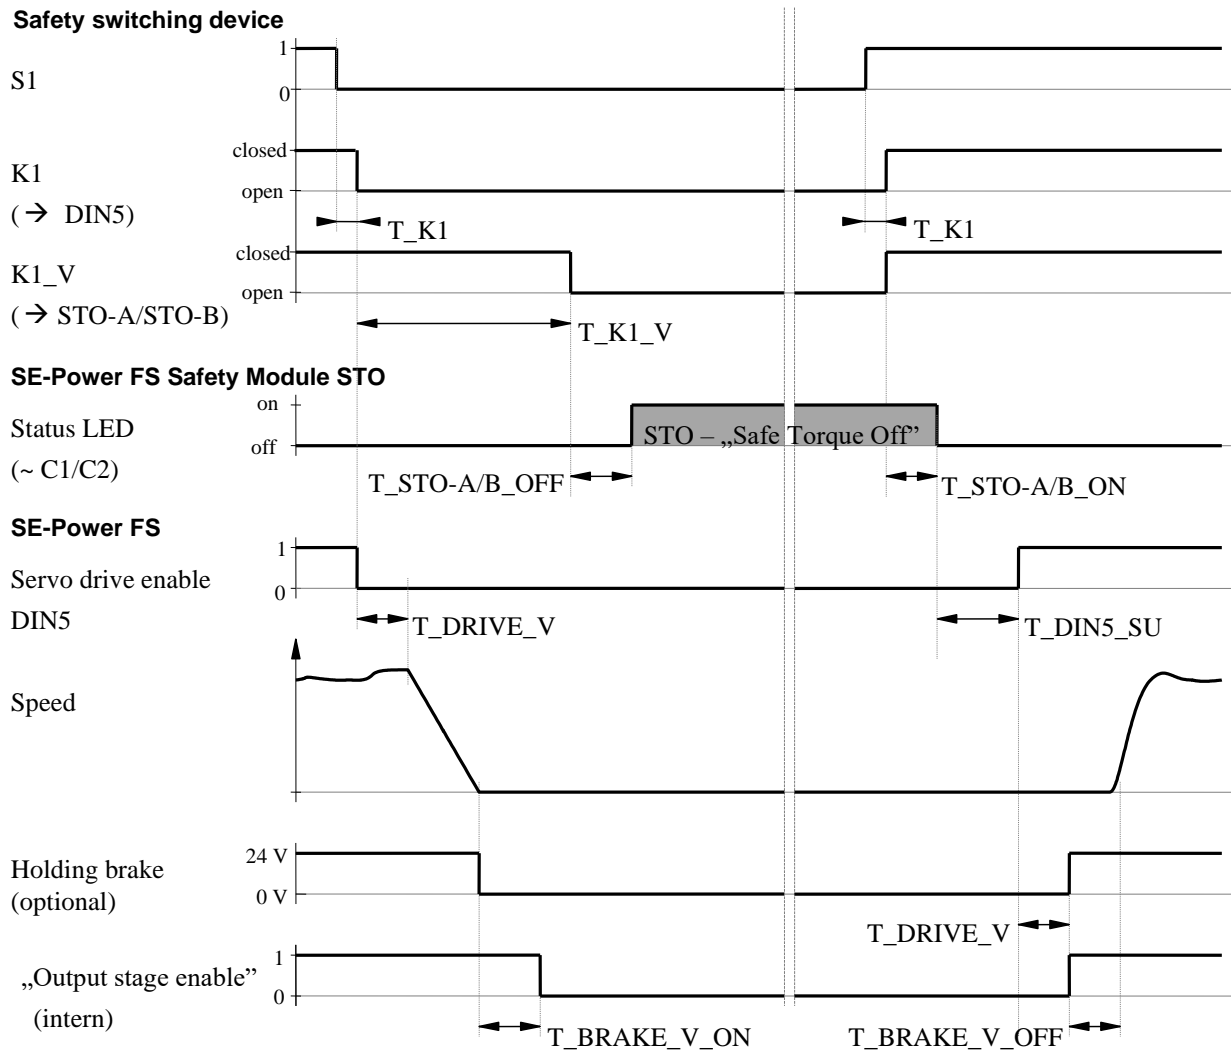 Safety switching device
S1
1
0
K1
(→ DIN5)
closed
open
T_K1
T_K1
K1_V
(→ STO-A/STO-B)
closed
open
T_K1_V
SE-Power FS Safety Module STO
Status LED
(~ C1/C2)
on
off
STO – „Safe Torque Off”
T_STO-A/B_OFF
T_STO-A/B_ON
SE-Power FS
Servo drive enable
DIN5
1
0
T_DRIVE_V
T_DIN5_SU
Speed
Holding brake
(optional)
24 V
0 V
T_DRIVE_V
„Output stage enable”
(intern)
1
0
T_BRAKE_V_ON
T_BRAKE_V_OFF